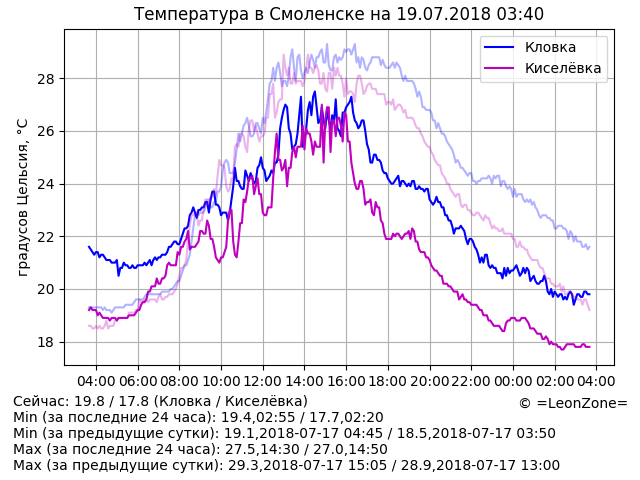 Температура в Смоленске на 19.07.2018 03:40
Кловка
Киселёвка
градусов Цельсия, °C
28
26
24
22
20
18
04:00 06:00 08:00 10:00 12:00 14:00 16:00 18:00 20:00 22:00 00:00 02:00 04:00
Сейчас: 19.8 / 17.8 (Кловка / Киселёвка)
© =LeonZone=
Min (за последние 24 часа): 19.4,02:55 / 17.7,02:20
Min (за предыдущие сутки): 19.1,2018-07-17 04:45 / 18.5,2018-07-17 03:50
Max (за последние 24 часа): 27.5,14:30 / 27.0,14:50
Max (за предыдущие сутки): 29.3,2018-07-17 15:05 / 28.9,2018-07-17 13:00